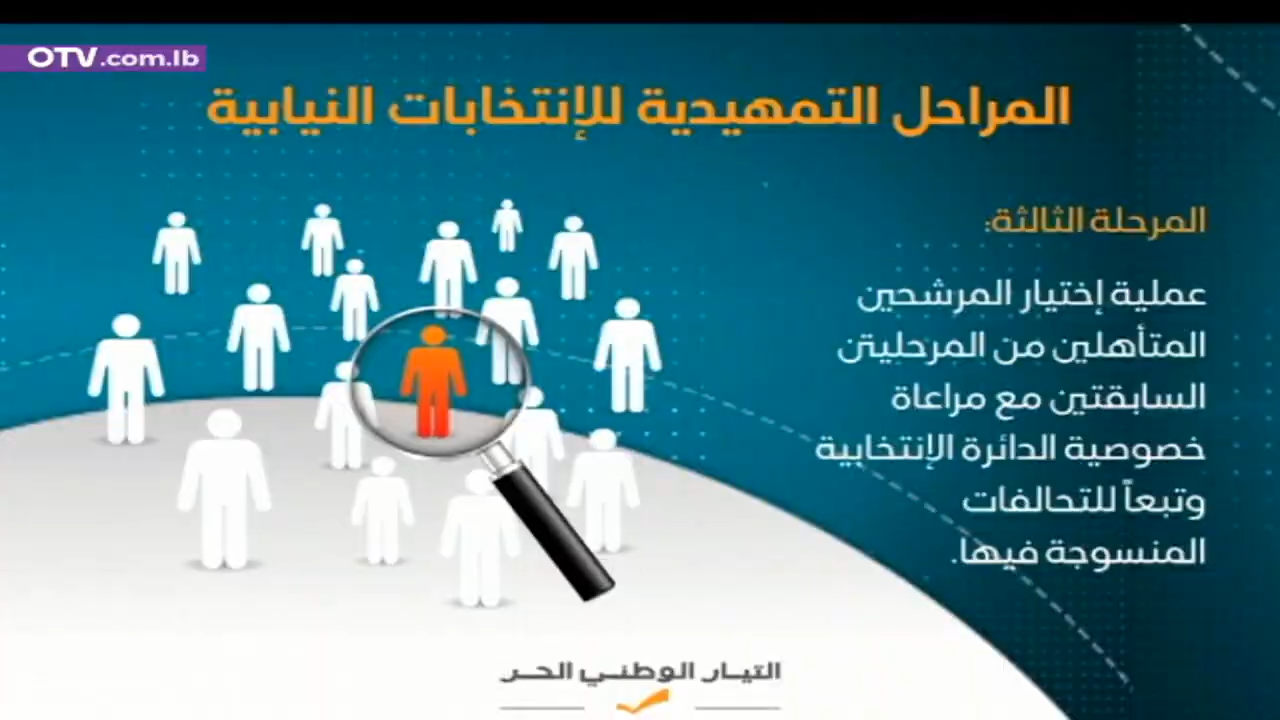 OTV.com.lb
المراحل التمهيدية للإنتخابات النيابية
المرحلة الثالثة:
عملية إختيار المرشحين
المتأهلين من المرحليتن
السابقتين مع مراعاة
خصوصية الدائرة الإنتخابية
وتبعاً للتحالفات
المنسوجة فيها.
التيار الوطني الحر